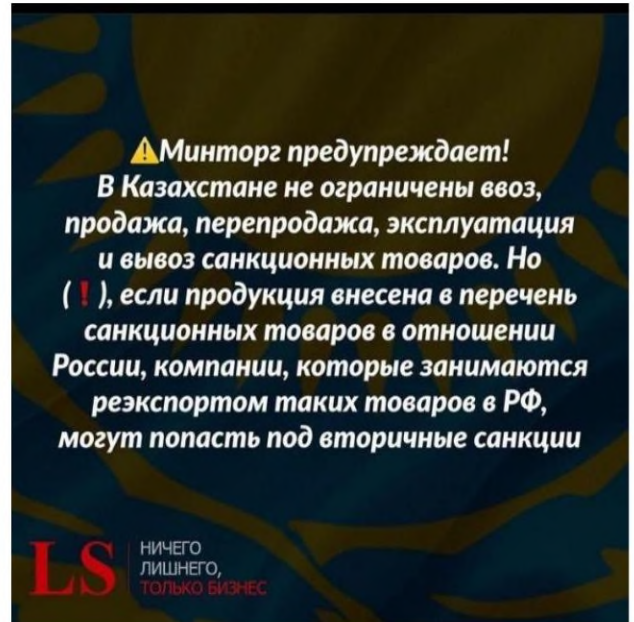 ⚠Минторг предупреждает!
В Казахстане не ограничены ввоз,
продажа, перепродажа, эксплуатация
и вывоз санкционных товаров. Но
(❗), если продукция внесена в перечень
санкционных товаров в отношении
России, компании, которые занимаются
реэкспортом таких товаров в РФ,
могут попасть под вторичные санкции
LS
НИЧЕГО
ЛИШНЕГО,
ТОЛЬКО БИЗНЕС